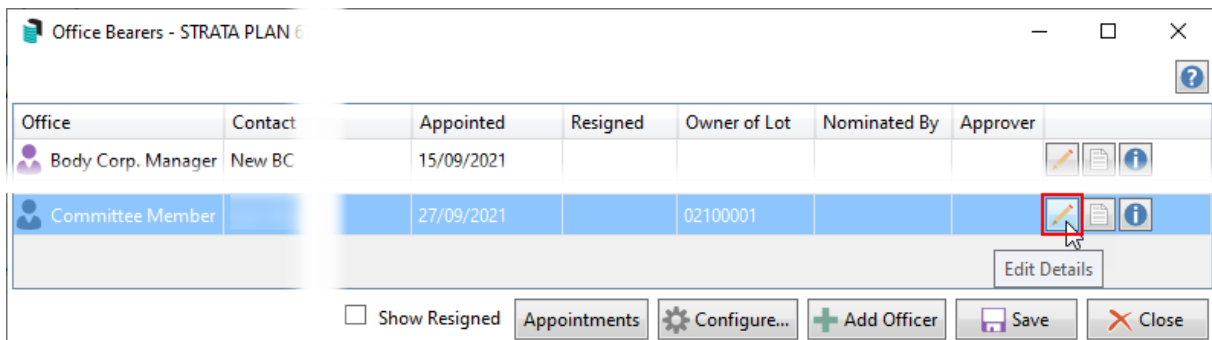 Office Bearers - STRATA PLAN 6
Office Contact Appointed Resigned Owner of Lot Nominated By Approver
Body Corp. Manager New BC 15/09/2021
Committee Member 27/09/2021 02100001
Edit Details
Show Resigned Appointments Configure... Add Officer Save Close